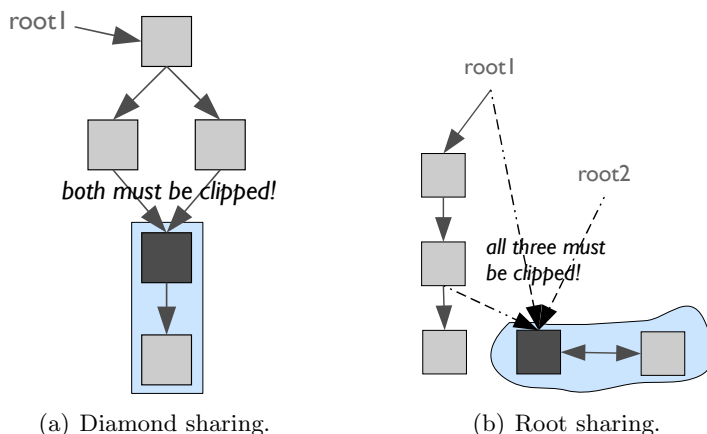 root1
both must be clipped!
(a) Diamond sharing.
root1
root2
all three must
be clipped!
(b) Root sharing.